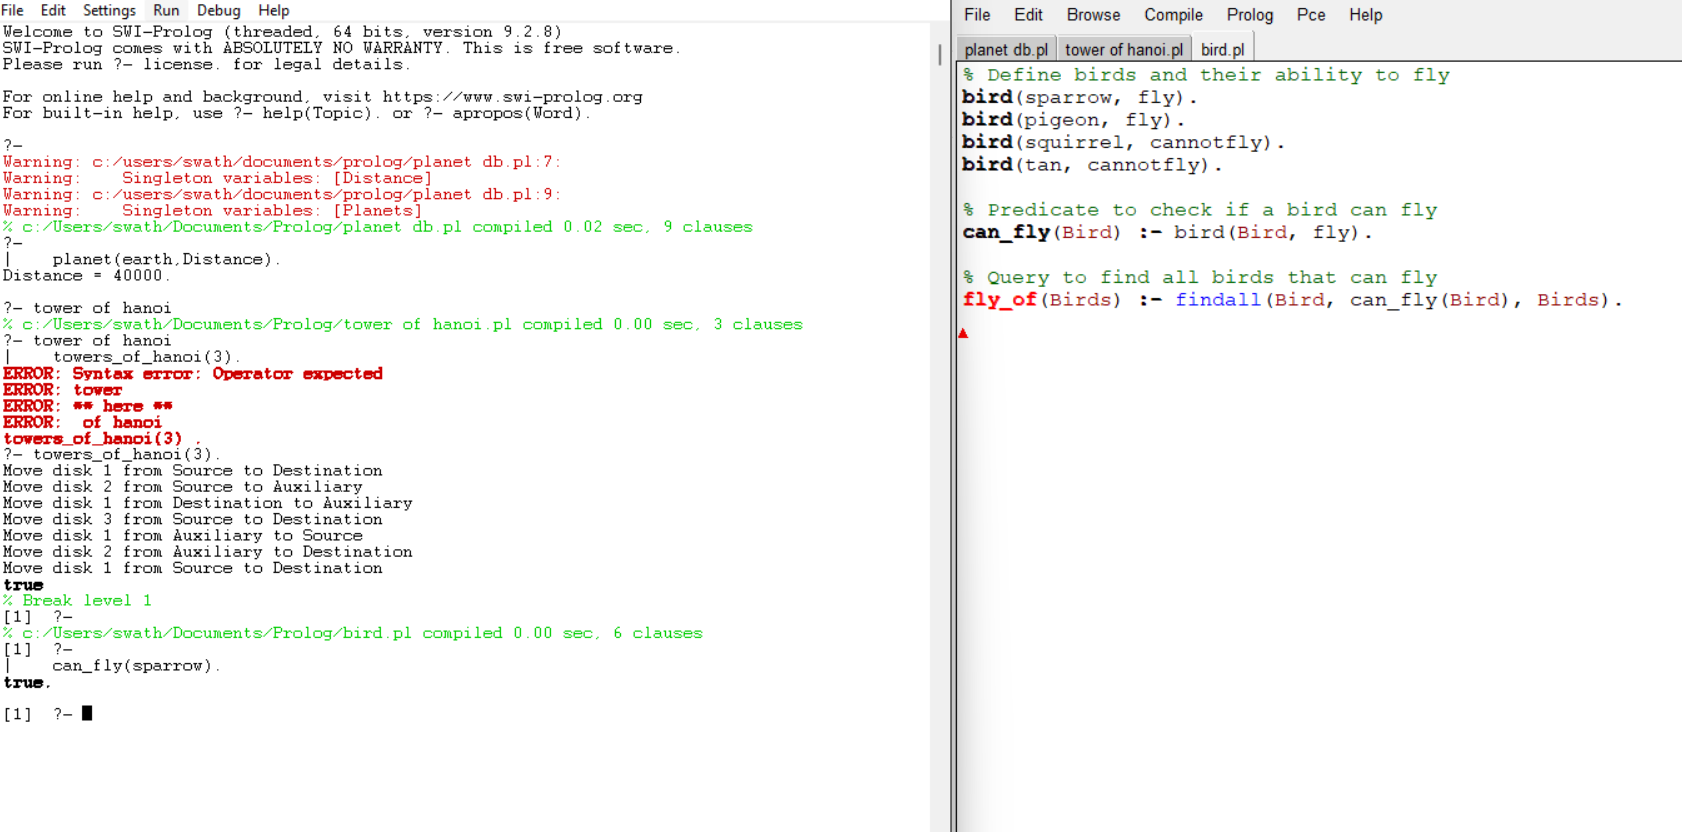 File Edit Settings Run Debug Help
Welcome to SWI-Prolog (threaded, 64 bits, version 9.2.8)
SWI-Prolog comes with ABSOLUTELY NO WARRANTY. This is free software.
Please run ?- license. for legal details.
For online help and background, visit https://www.swi-prolog.org
For built-in help, use ?- help(Topic). or ?- apropos(Word).
?-
Warning: c:/users/swath/documents/prolog/planet db.pl:7:
Warning:    Singleton variables: [Distance]
Warning: c:/users/swath/documents/prolog/planet db.pl:9:
Warning:    Singleton variables: [Planets]
% c:/Users/swath/Documents/Prolog/planet db.pl compiled 0.02 sec, 9 clauses
?-
|    planet(earth,Distance).
Distance = 40000.
?- tower of hanoi
% c:/Users/swath/Documents/Prolog/tower of hanoi.pl compiled 0.00 sec, 3 clauses
?- tower of hanoi
|    towers_of_hanoi(3).
ERROR: Syntax error: Operator expected
ERROR: tower
ERROR: ** here **
ERROR:  of hanoi
towers_of_hanoi(3) .
?- towers_of_hanoi(3).
Move disk 1 from Source to Destination
Move disk 2 from Source to Auxiliary
Move disk 1 from Destination to Auxiliary
Move disk 3 from Source to Destination
Move disk 1 from Auxiliary to Source
Move disk 2 from Auxiliary to Destination
Move disk 1 from Source to Destination
true
% Break level 1
[1]  ?-
% c:/Users/swath/Documents/Prolog/bird.pl compiled 0.00 sec, 6 clauses
[1]  ?-
|    can_fly(sparrow).
true.
[1]  ?-
File Edit Browse Compile Prolog Pce Help
planet db.pl tower of hanoi.pl bird.pl
% Define birds and their ability to fly
bird(sparrow, fly).
bird(pigeon, fly).
bird(squirrel, cannotfly).
bird(tan, cannotfly).
% Predicate to check if a bird can fly
can_fly(Bird) :- bird(Bird, fly).
% Query to find all birds that can fly
fly_of(Birds) :- findall(Bird, can_fly(Bird), Birds).